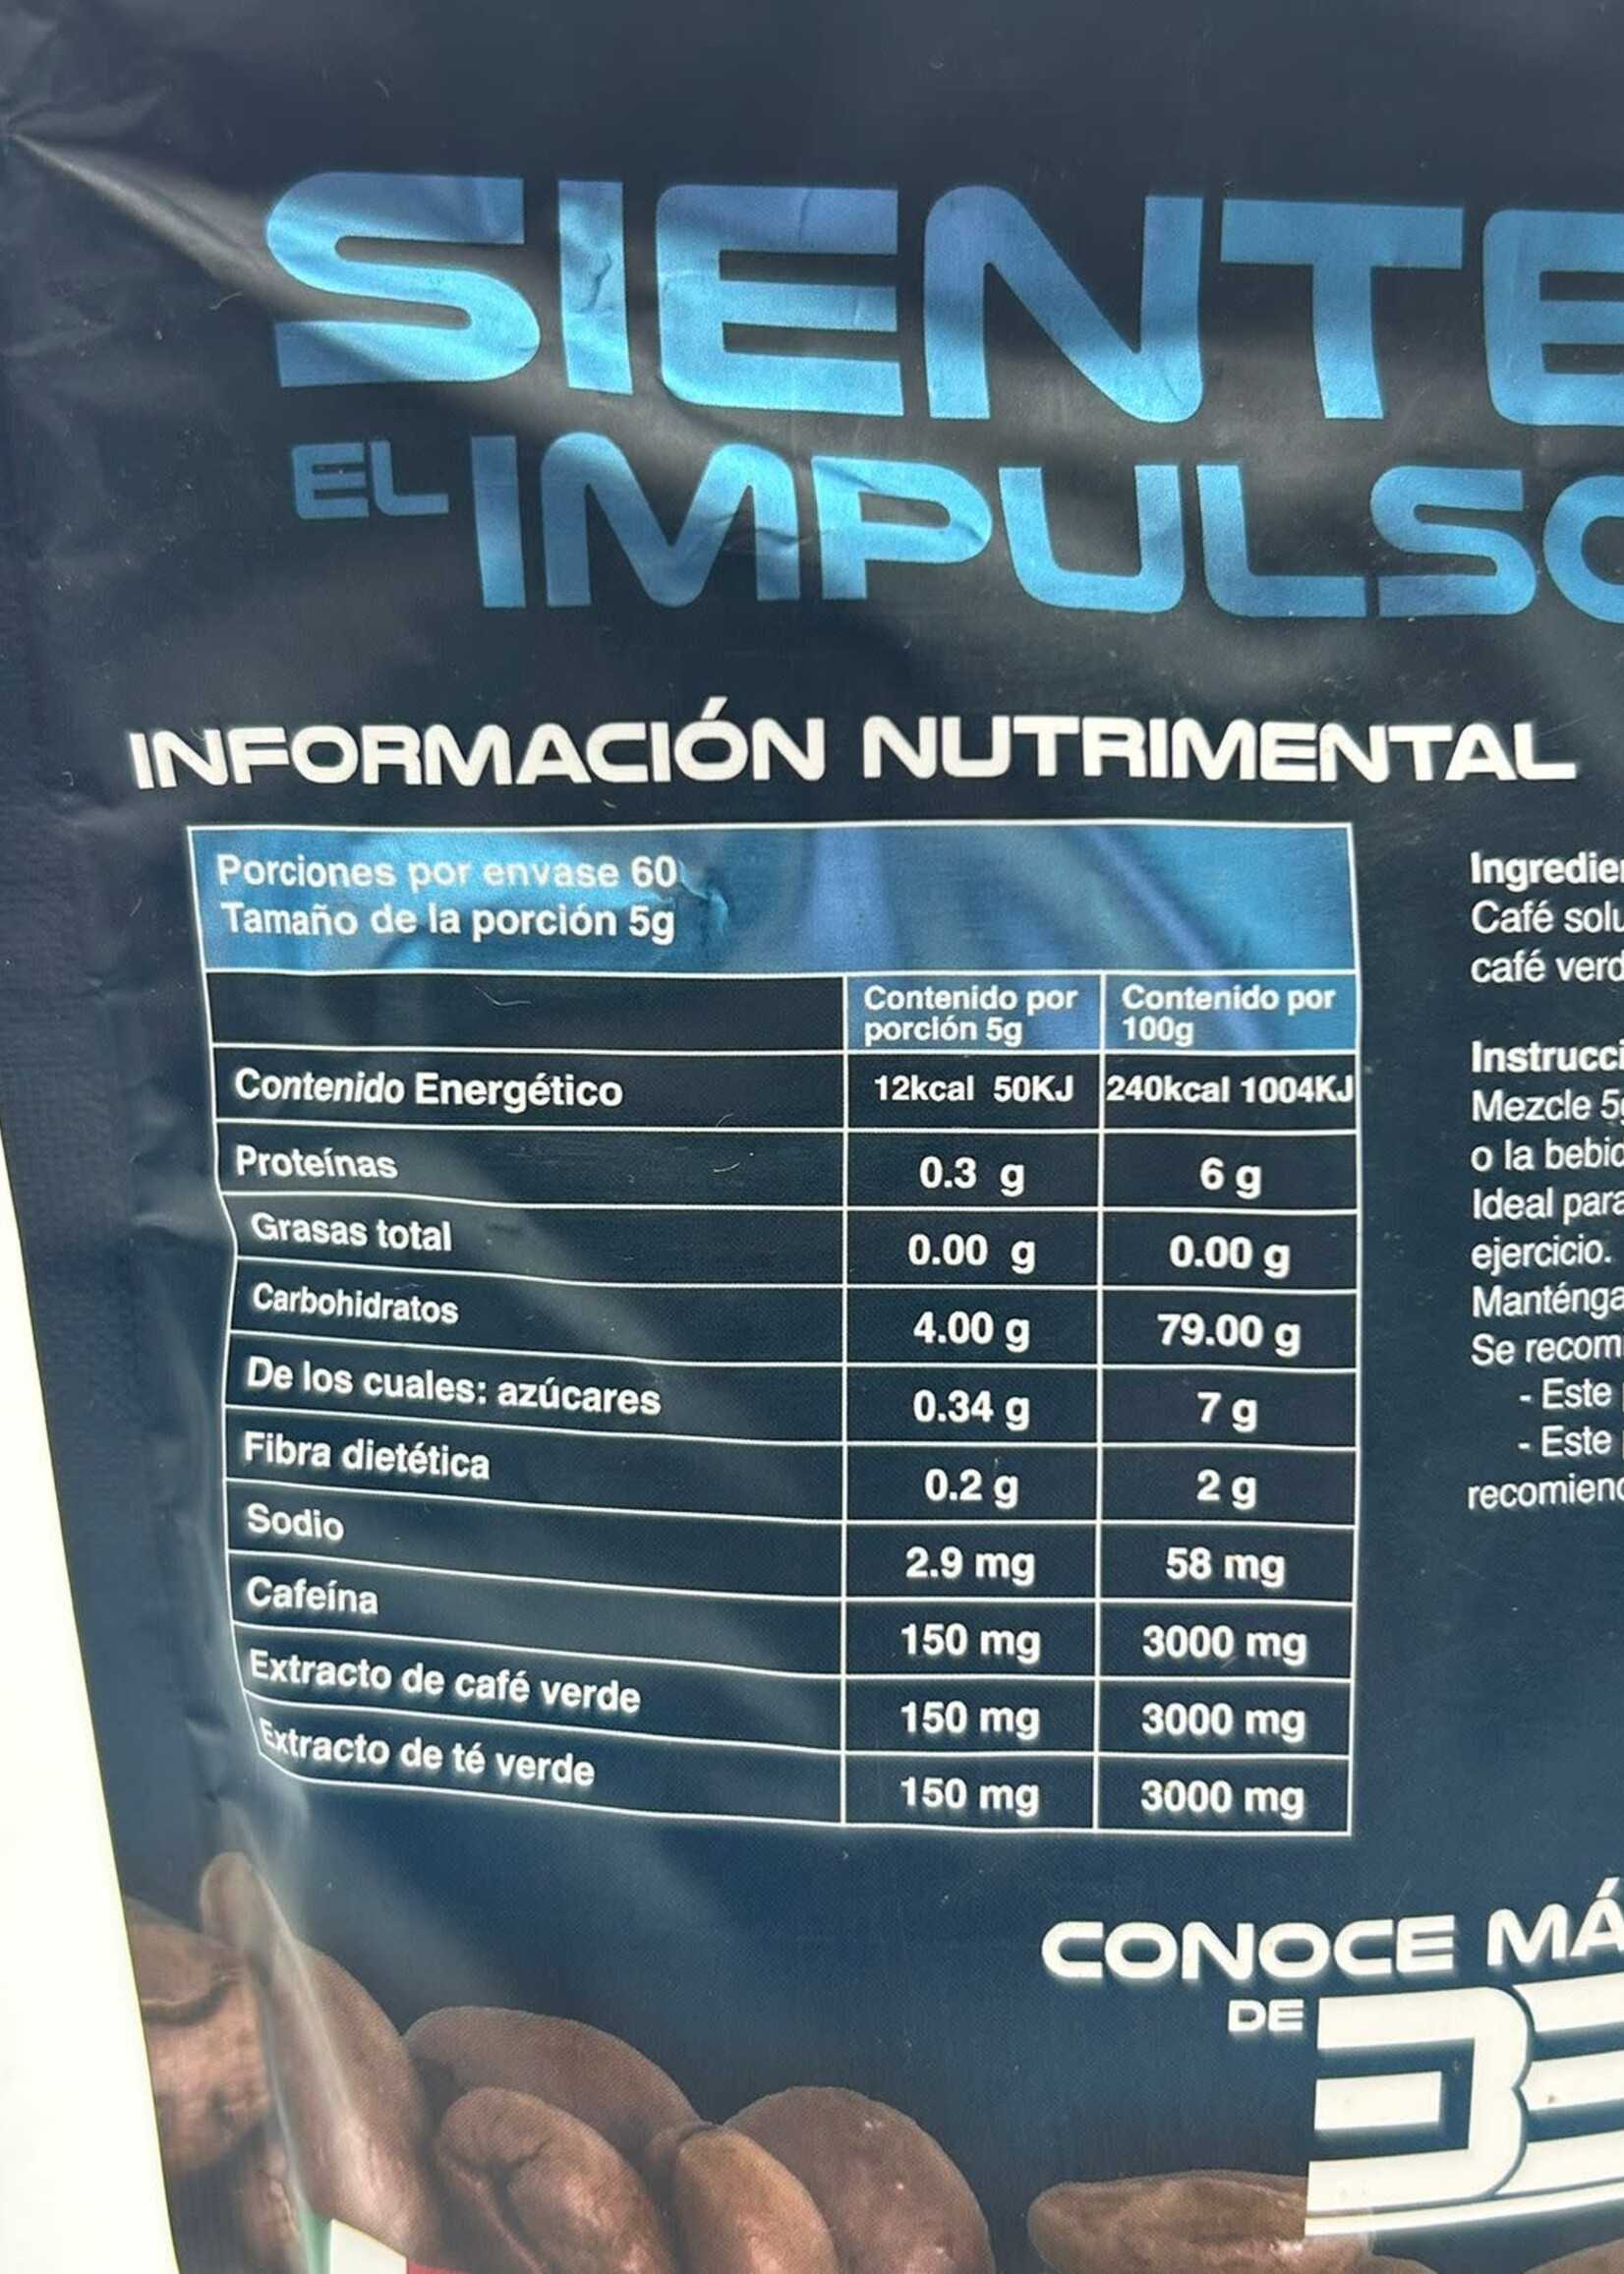 SIENTE
EL IMPULSO
INFORMACIÓN NUTRIMENTAL
Porciones por envase 60
Tamaño de la porción 5g
Contenido por porción 5g
Contenido por 100g
Contenido Energético 12kcal 50KJ 240kcal 1004KJ
Proteínas 0.3 g 6 g
Grasas total 0.00 g 0.00 g
Carbohidratos 4.00 g 79.00 g
De los cuales: azúcares 0.34 g 7 g
Fibra dietética 0.2 g 2 g
Sodio 2.9 mg 58 mg
Cafeína 150 mg 3000 mg
Extracto de café verde 150 mg 3000 mg
Extracto de té verde 150 mg 3000 mg
Café
café
Mezcle
o la
Ideal para
ejercicio.
Se
- Este
- Este
CONOCE
DE